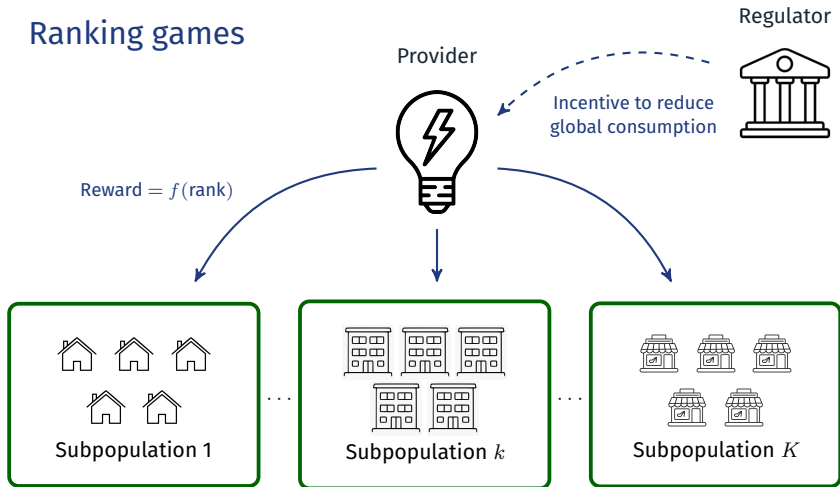 Ranking games
Regulator
Provider
Incentive to reduce
global consumption
Reward = f(rank)
...
...
Subpopulation 1
Subpopulation k
Subpopulation K